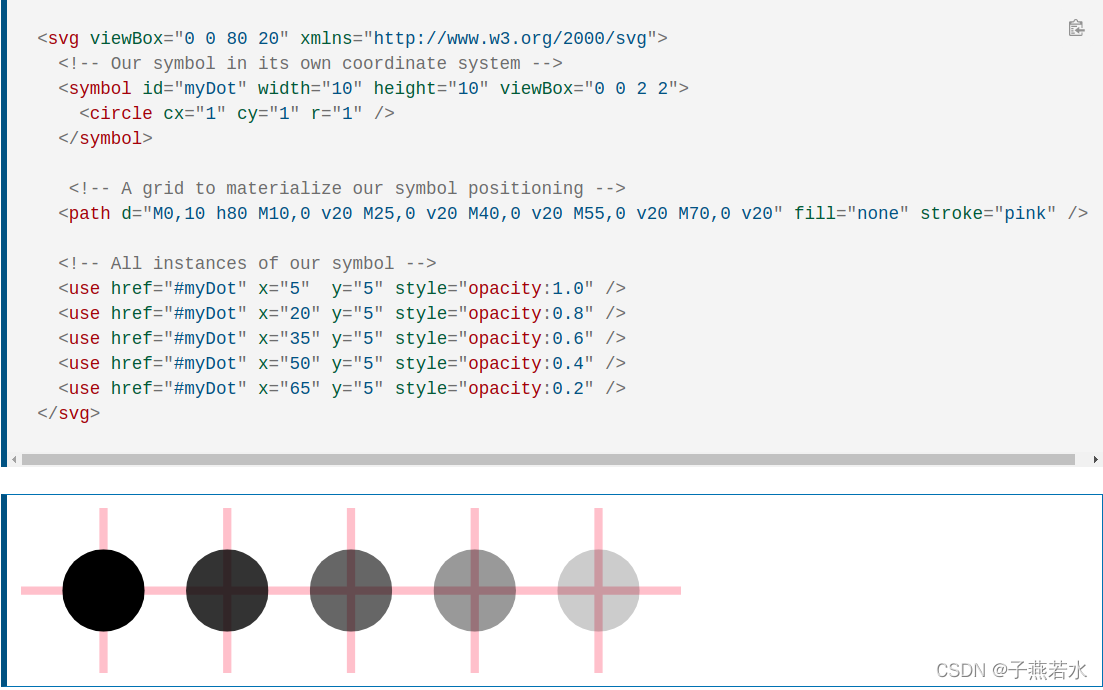 <svg viewBox="0 0 80 20" xmlns="http://www.w3.org/2000/svg">
  <!-- Our symbol in its own coordinate system -->
  <symbol id="myDot" width="10" height="10" viewBox="0 0 2 2">
    <circle cx="1" cy="1" r="1" />
  </symbol>

   <!-- A grid to materialize our symbol positioning -->
  <path d="M0,10 h80 M10,0 v20 M25,0 v20 M40,0 v20 M55,0 v20 M70,0 v20" fill="none" stroke="pink" />

  <!-- All instances of our symbol -->
  <use href="#myDot" x="5"  y="5" style="opacity:1.0" />
  <use href="#myDot" x="20" y="5" style="opacity:0.8" />
  <use href="#myDot" x="35" y="5" style="opacity:0.6" />
  <use href="#myDot" x="50" y="5" style="opacity:0.4" />
  <use href="#myDot" x="65" y="5" style="opacity:0.2" />
</svg>
CSDN @子燕若水